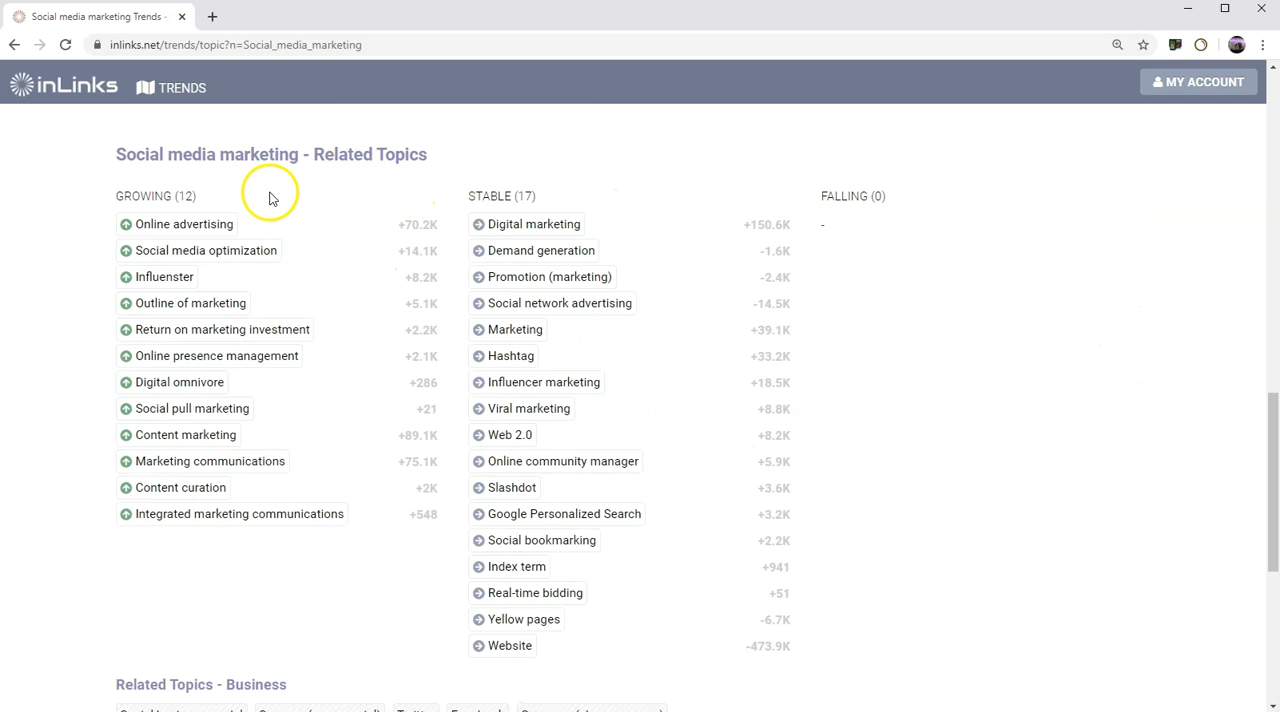 Social media marketing Trends -
inlinks.net/trends/topic?n=Social_media_marketing
inLinks TRENDS MY ACCOUNT
Social media marketing - Related Topics
GROWING (12)
Online advertising +70.2K
Social media optimization +14.1K
Influenster +8.2K
Outline of marketing +5.1K
Return on marketing investment +2.2K
Online presence management +2.1K
Digital omnivore +286
Social pull marketing +21
Content marketing +89.1K
Marketing communications +75.1K
Content curation +2K
Integrated marketing communications +548
STABLE (17)
Digital marketing +150.6K
Demand generation -1.6K
Promotion (marketing) -2.4K
Social network advertising -14.5K
Marketing +39.1K
Hashtag +33.2K
Influencer marketing +18.5K
Viral marketing +8.8K
Web 2.0 +8.2K
Online community manager +5.9K
Slashdot +3.6K
Google Personalized Search +3.2K
Social bookmarking +2.2K
Index term +941
Real-time bidding +51
Yellow pages -6.7K
Website -473.9K
FALLING (0)
-
Related Topics - Business